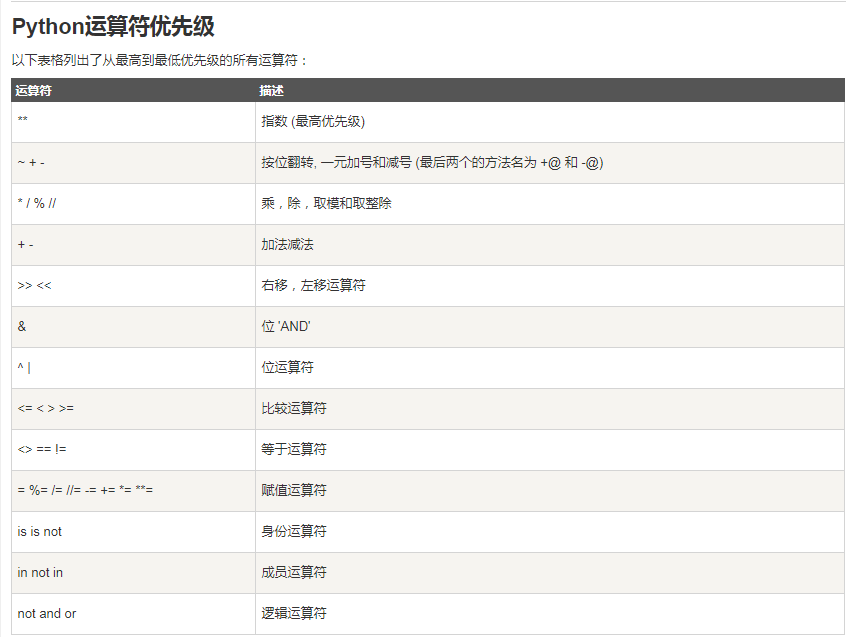 Python运算符优先级
以下表格列出了从最高到最低优先级的所有运算符：
运算符 描述
** 指数 (最高优先级)
~ + - 按位翻转, 一元加号和减号 (最后两个的方法名为 +@ 和 -@)
* / % // 乘，除，取模和取整除
+ - 加法减法
>> << 右移，左移运算符
& 位 'AND'
^ | 位运算符
<= < > >= 比较运算符
<> == != 等于运算符
= %= /= //= -= += *= **= 赋值运算符
is is not 身份运算符
in not in 成员运算符
not and or 逻辑运算符